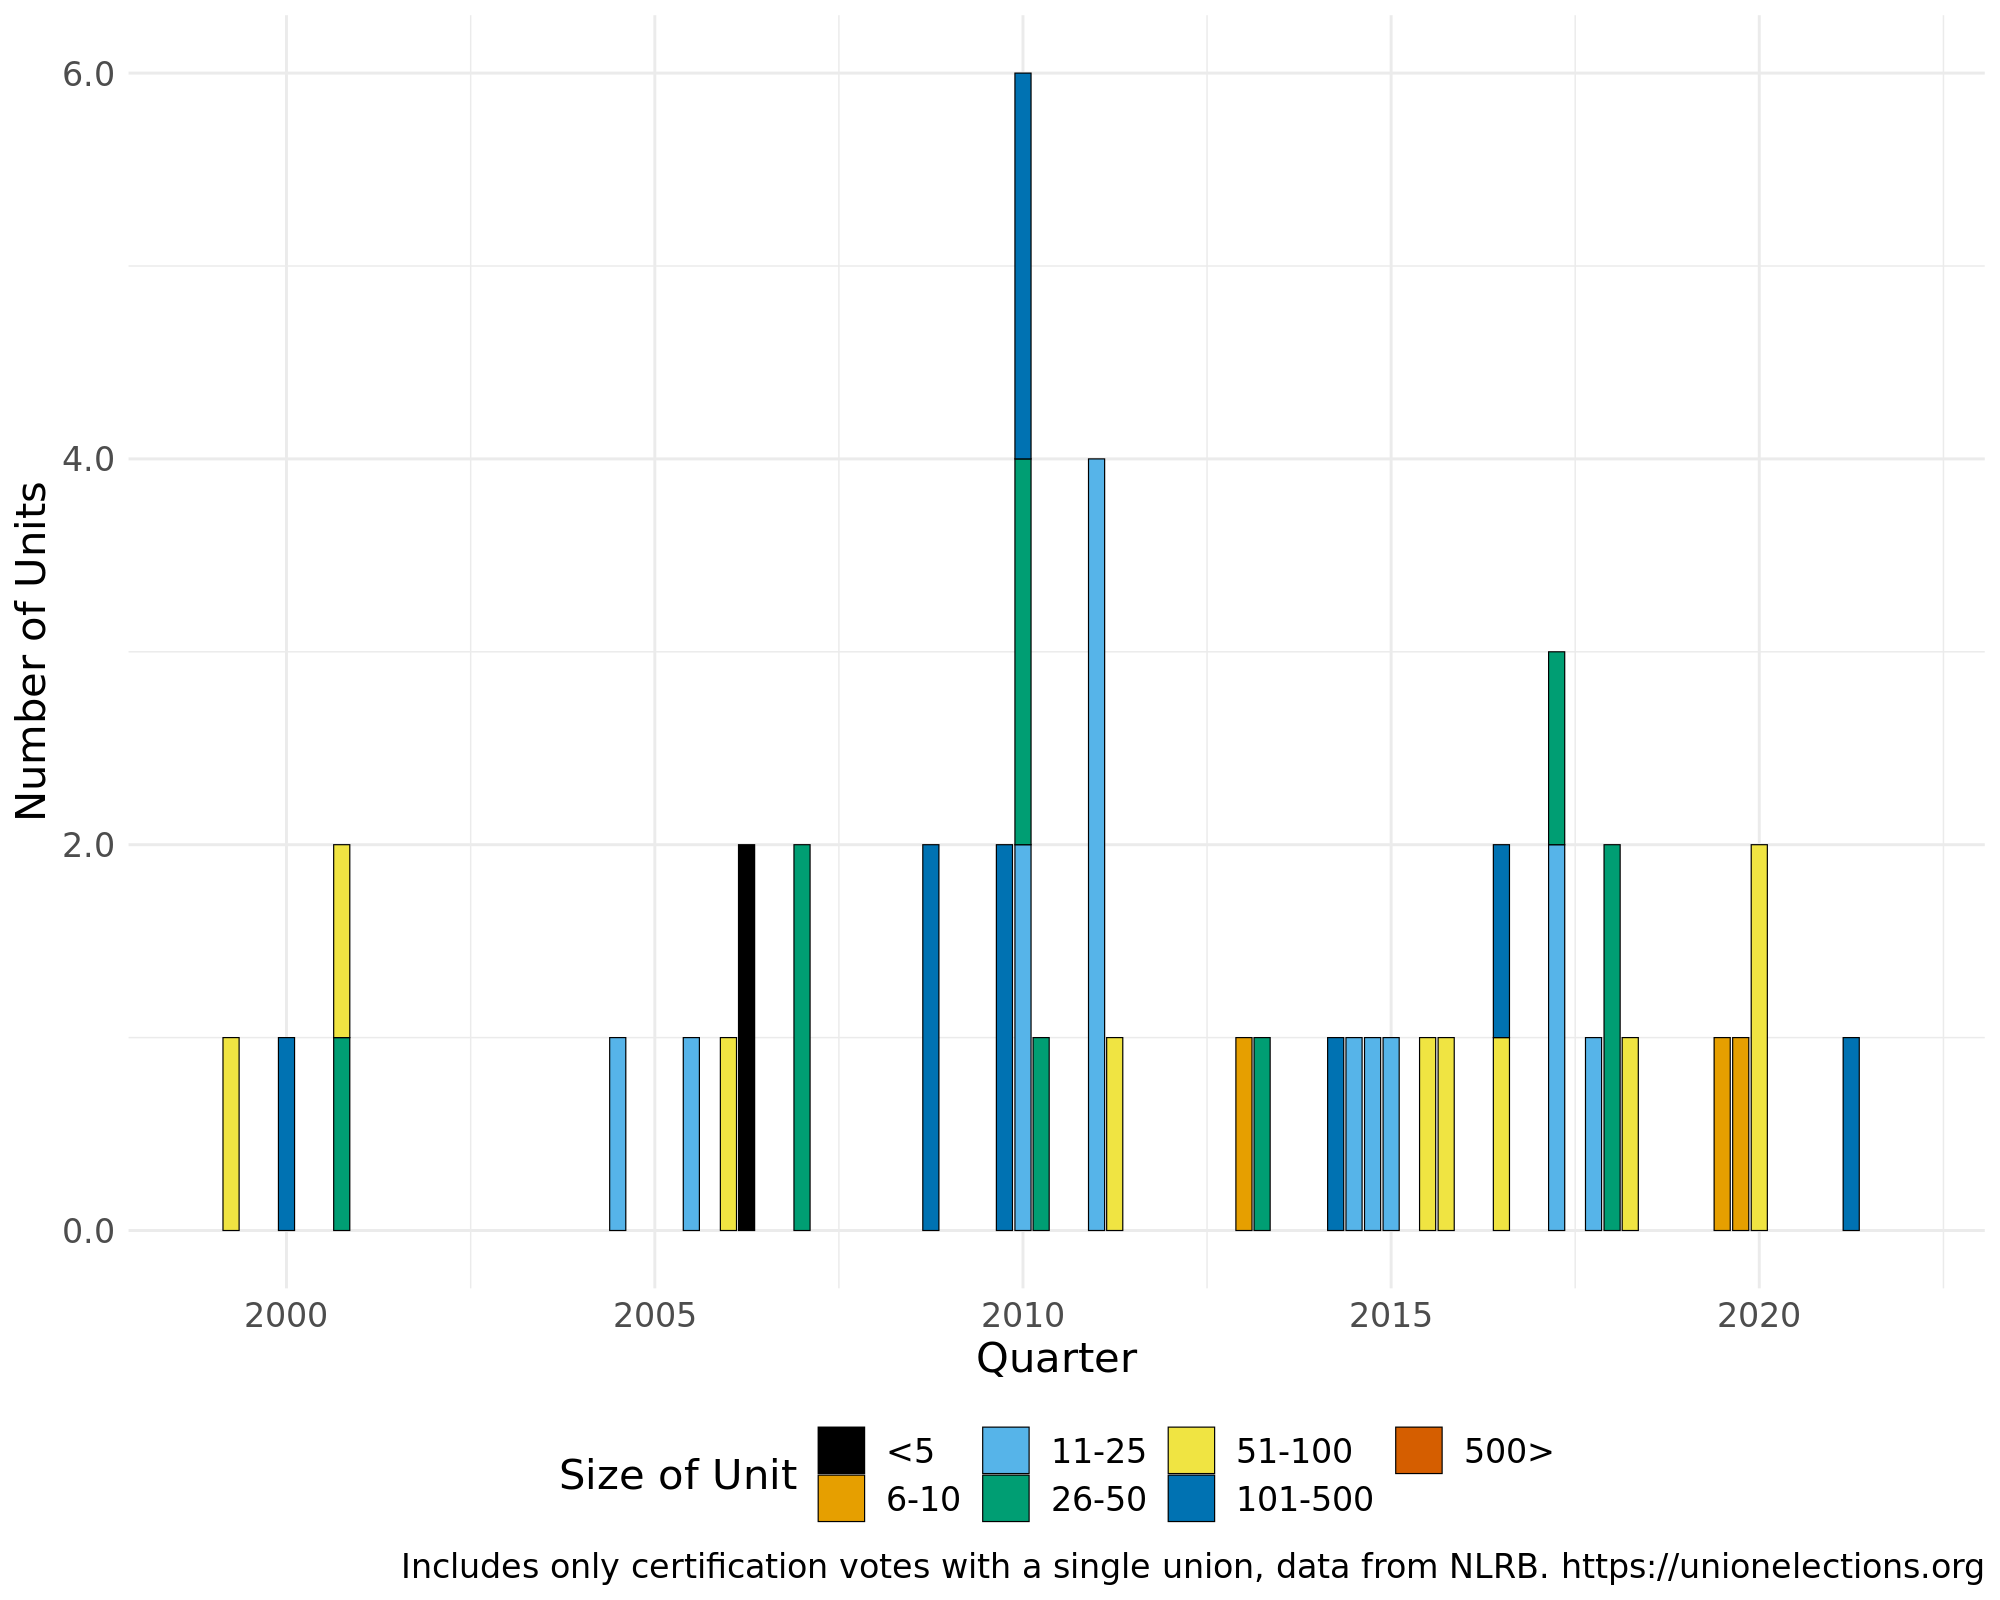 6.0
4.0
2.0
0.0
Number of Units
2000 2005 2010 2015 2020
Quarter
Size of Unit
<5 11-25 51-100 500>
6-10 26-50 101-500
Includes only certification votes with a single union, data from NLRB. https://unionelections.org